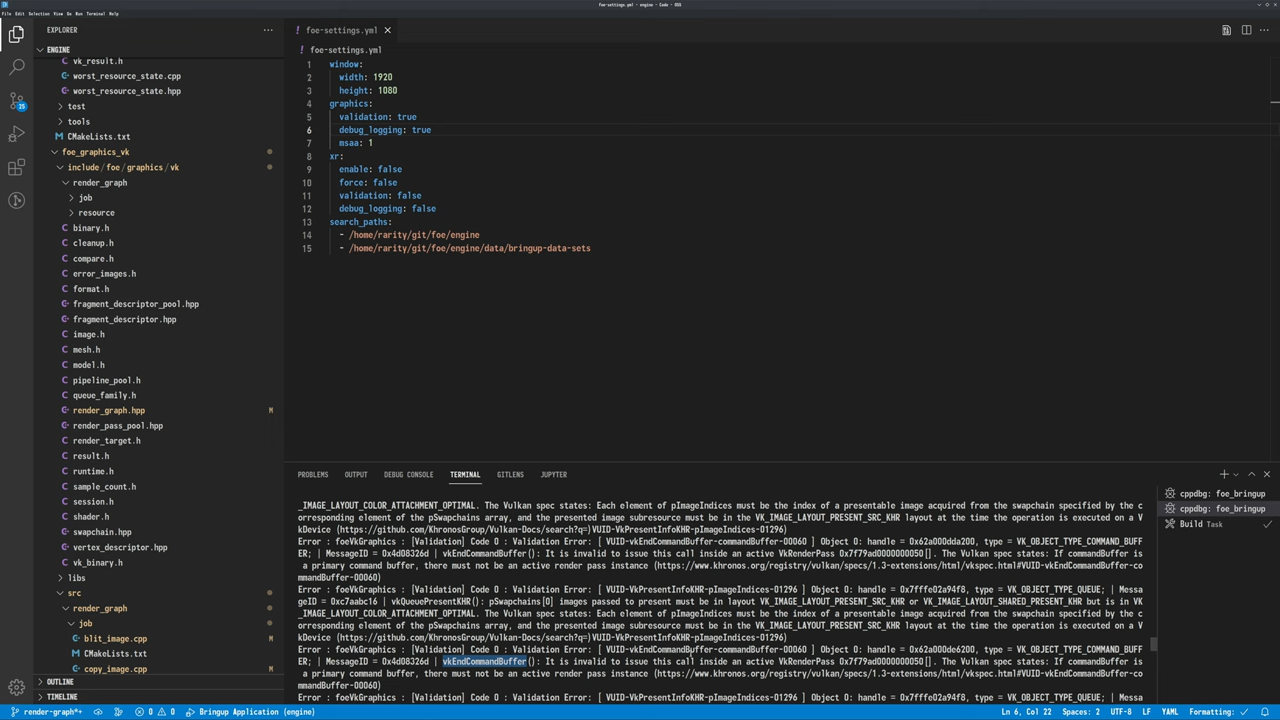 foe-settings.yml - engine - Code - OSS
File Edit Selection View Go Run Terminal Help
EXPLORER
ENGINE
vk_result.h
worst_resource_state.cpp
worst_resource_state.hpp
test
tools
CMakeLists.txt
foe_graphics_vk
include / foe / graphics / vk
render_graph
job
resource
binary.h
cleanup.h
compare.h
error_images.h
format.h
fragment_descriptor_pool.hpp
fragment_descriptor.hpp
image.h
mesh.h
model.h
pipeline_pool.h
queue_family.h
render_graph.hpp M
render_pass_pool.hpp
render_target.h
result.h
runtime.h
sample_count.h
session.h
shader.h
swapchain.hpp
vertex_descriptor.hpp
vk_binary.h
libs
src
render_graph
job
blit_image.cpp
CMakeLists.txt
copy_image.cpp M
OUTLINE
TIMELINE
25
! foe-settings.yml
! foe-settings.yml
1 window:
2 width: 1920
3 height: 1080
4 graphics:
5 validation: true
6 debug_logging: true
7 msaa: 1
8 xr:
9 enable: false
10 force: false
11 validation: false
12 debug_logging: false
13 search_paths:
14 - /home/rarity/git/foe/engine
15 - /home/rarity/git/foe/engine/data/bringup-data-sets
PROBLEMS OUTPUT DEBUG CONSOLE TERMINAL GITLENS JUPYTER
_IMAGE_LAYOUT_COLOR_ATTACHMENT_OPTIMAL. The Vulkan spec states: Each element of pImageIndices must be the index of a presentable image acquired from the swapchain specified by the c
orresponding element of the pSwapchains array, and the presented image subresource must be in the VK_IMAGE_LAYOUT_PRESENT_SRC_KHR layout at the time the operation is executed on a V
kDevice (https://github.com/KhronosGroup/Vulkan-Docs/search?q=)VUID-VkPresentInfoKHR-pImageIndices-01296)
Error : foeVkGraphics : [Validation] Code 0 : Validation Error: [ VUID-vkEndCommandBuffer-commandBuffer-00060 ] Object 0: handle = 0x62a000dda200, type = VK_OBJECT_TYPE_COMMAND_BUFF
ER; | MessageID = 0x4d08326d | vkEndCommandBuffer(): It is invalid to issue this call inside an active VkRenderPass 0x7f79ad0000000050[]. The Vulkan spec states: If commandBuffer is
a primary command buffer, there must not be an active render pass instance (https://www.khronos.org/registry/vulkan/specs/1.3-extensions/html/vkspec.html#VUID-vkEndCommandBuffer-co
mmandBuffer-00060)
Error : foeVkGraphics : [Validation] Code 0 : Validation Error: [ VUID-VkPresentInfoKHR-pImageIndices-01296 ] Object 0: handle = 0x7fffe02a94f8, type = VK_OBJECT_TYPE_QUEUE; | Messa
geID = 0xc7aabc16 | vkQueuePresentKHR(): pSwapchains[0] images passed to present must be in layout VK_IMAGE_LAYOUT_PRESENT_SRC_KHR or VK_IMAGE_LAYOUT_SHARED_PRESENT_KHR but is in VK
_IMAGE_LAYOUT_COLOR_ATTACHMENT_OPTIMAL. The Vulkan spec states: Each element of pImageIndices must be the index of a presentable image acquired from the swapchain specified by the c
orresponding element of the pSwapchains array, and the presented image subresource must be in the VK_IMAGE_LAYOUT_PRESENT_SRC_KHR layout at the time the operation is executed on a V
kDevice (https://github.com/KhronosGroup/Vulkan-Docs/search?q=)VUID-VkPresentInfoKHR-pImageIndices-01296)
Error : foeVkGraphics : [Validation] Code 0 : Validation Error: [ VUID-vkEndCommandBuffer-commandBuffer-00060 ] Object 0: handle = 0x62a000de6200, type = VK_OBJECT_TYPE_COMMAND_BUFF
ER; | MessageID = 0x4d08326d | vkEndCommandBuffer(): It is invalid to issue this call inside an active VkRenderPass 0x7f79ad0000000050[]. The Vulkan spec states: If commandBuffer is
a primary command buffer, there must not be an active render pass instance (https://www.khronos.org/registry/vulkan/specs/1.3-extensions/html/vkspec.html#VUID-vkEndCommandBuffer-co
mmandBuffer-00060)
Error : foeVkGraphics : [Validation] Code 0 : Validation Error: [ VUID-VkPresentInfoKHR-pImageIndices-01296 ] Object 0: handle = 0x7fffe02a94f8, type = VK_OBJECT_TYPE_QUEUE; | Messa
cppdbg: foe_bringup
cppdbg: foe_bringup
Build Task
render-graph*+ 0 0 Bringup Application (engine) Ln 6, Col 22 Spaces: 2 UTF-8 LF YAML Formatting: